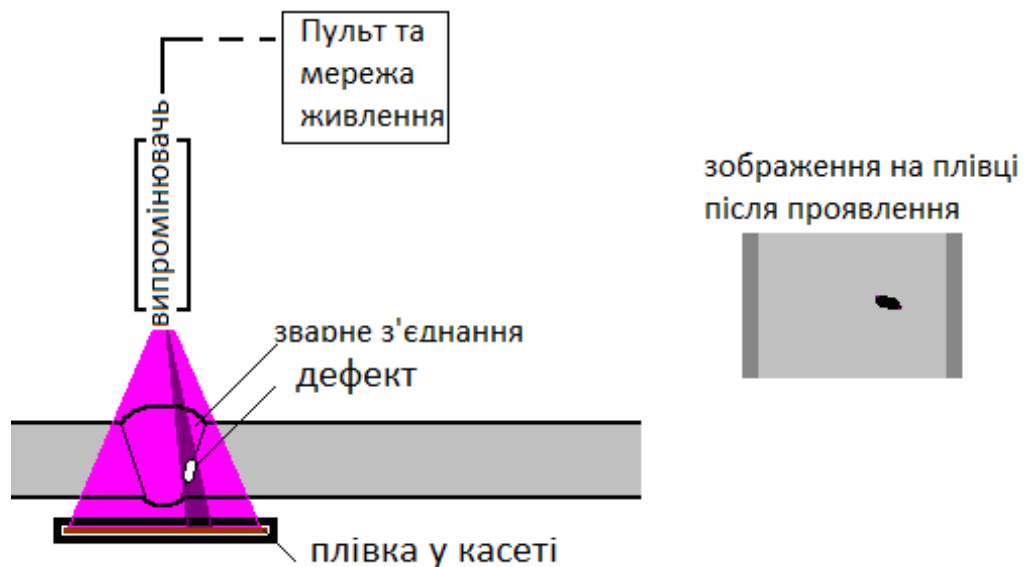 Пульт та
мережа
живлення
випромінювач
зображення на плівці
після проявлення
зварне з'єднання
дефект
плівка у касеті